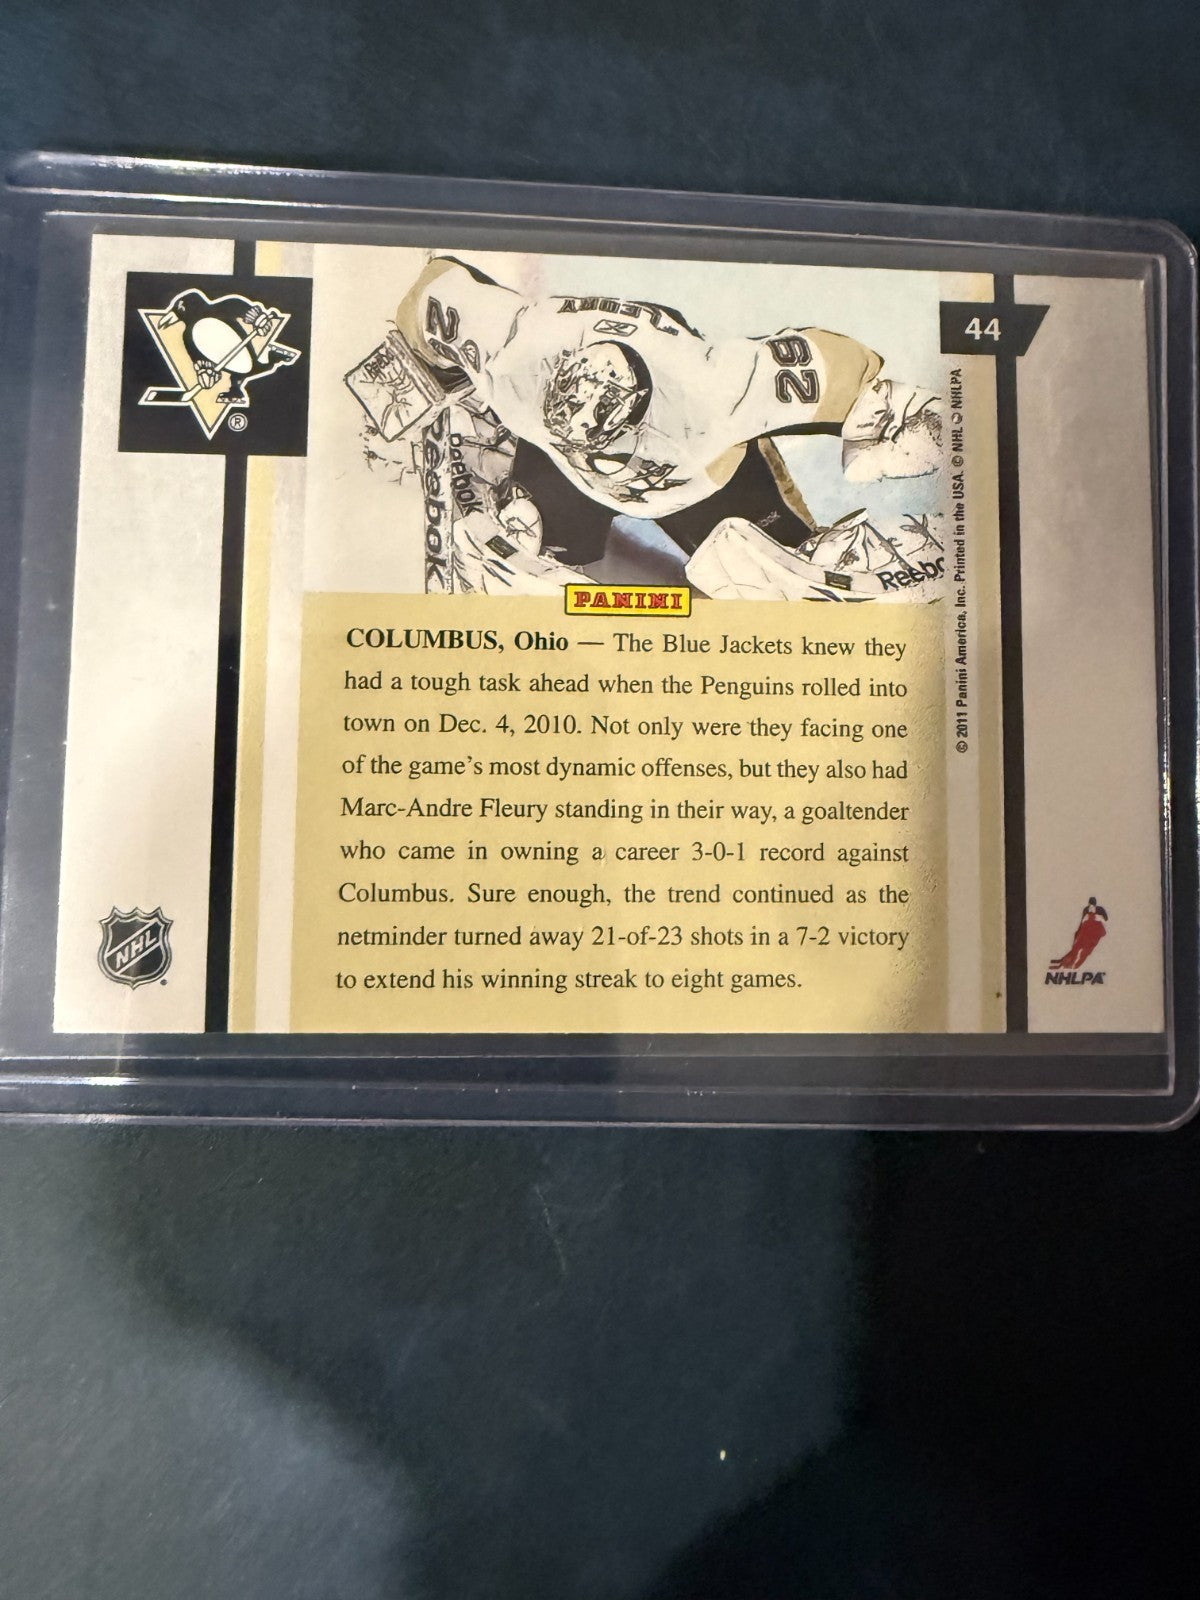 44
FLEURY
29
29
Reebok
Reebok
Reebo
PANINI
COLUMBUS, Ohio — The Blue Jackets knew they
had a tough task ahead when the Penguins rolled into
town on Dec. 4, 2010. Not only were they facing one
of the game's most dynamic offenses, but they also had
Marc-Andre Fleury standing in their way, a goaltender
who came in owning a career 3-0-1 record against
Columbus. Sure enough, the trend continued as the
netminder turned away 21-of-23 shots in a 7-2 victory
to extend his winning streak to eight games.
© 2011 Panini America, Inc. Printed in the USA. © NHL © NHLPA
®
NHL
NHLPA